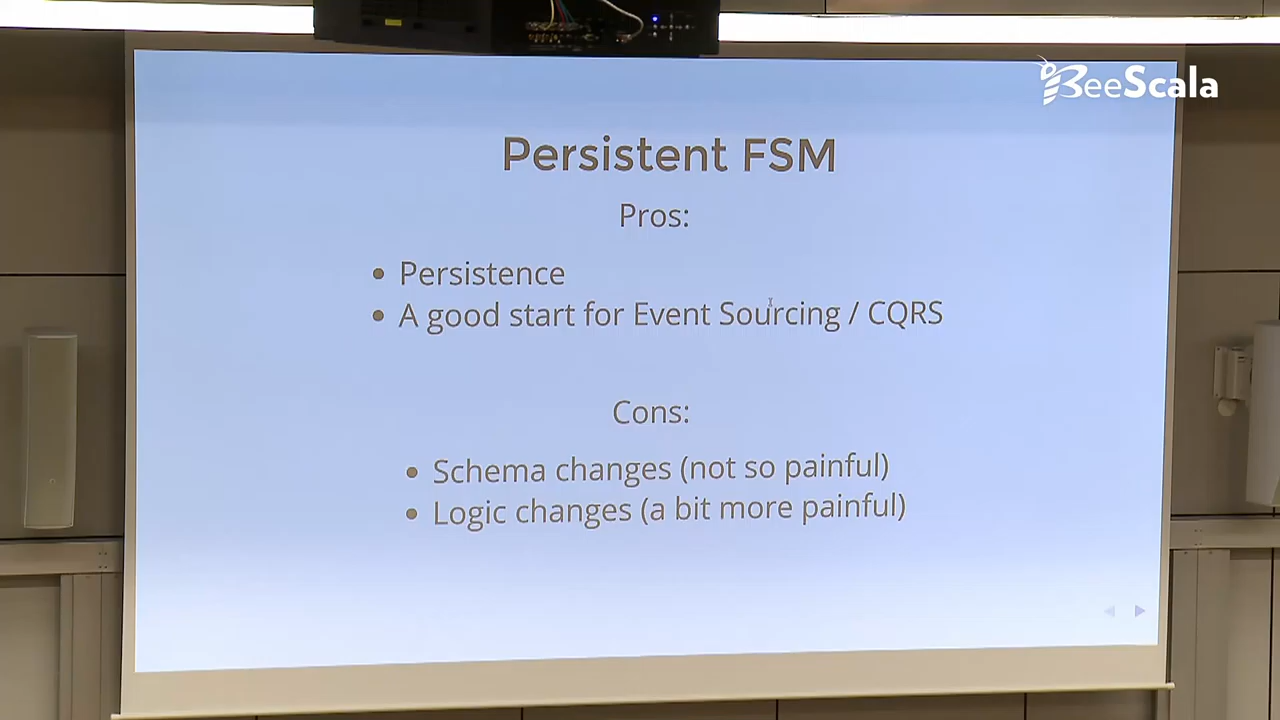 BeeScala
Persistent FSM
Pros:
Persistence
A good start for Event Sourcing / CQRS
Cons:
Schema changes (not so painful)
Logic changes (a bit more painful)